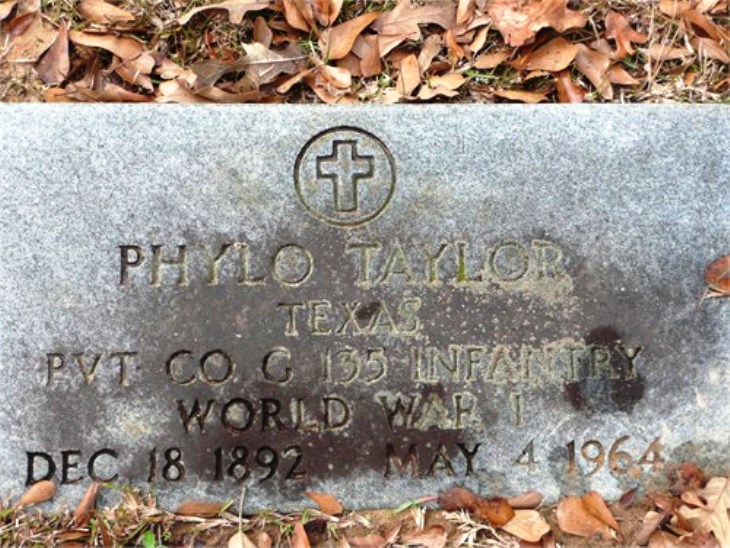 PHYLO TAYLOR
TEXAS
PVT CO G 135 INFANTRY
WORLD WAR I
DEC 18 1892 MAY 4 1964